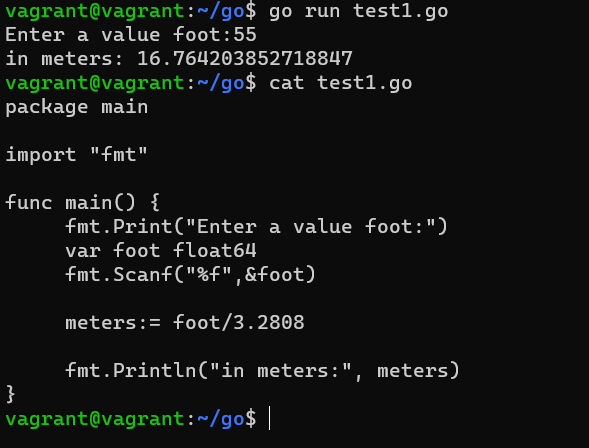 vagrant@vagrant:~/go$ go run test1.go
Enter a value foot:55
in meters: 16.764203852718847
vagrant@vagrant:~/go$ cat test1.go
package main

import "fmt"

func main() {
     fmt.Print("Enter a value foot:")
     var foot float64
     fmt.Scanf("%f",&foot)

     meters:= foot/3.2808

     fmt.Println("in meters:", meters)
}
vagrant@vagrant:~/go$